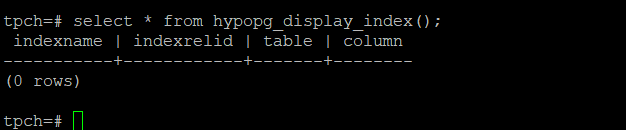 tpch=# select * from hypopg_display_index();
 indexname | indexrelid | table | column
-----------+------------+-------+--------
(0 rows)
tpch=#